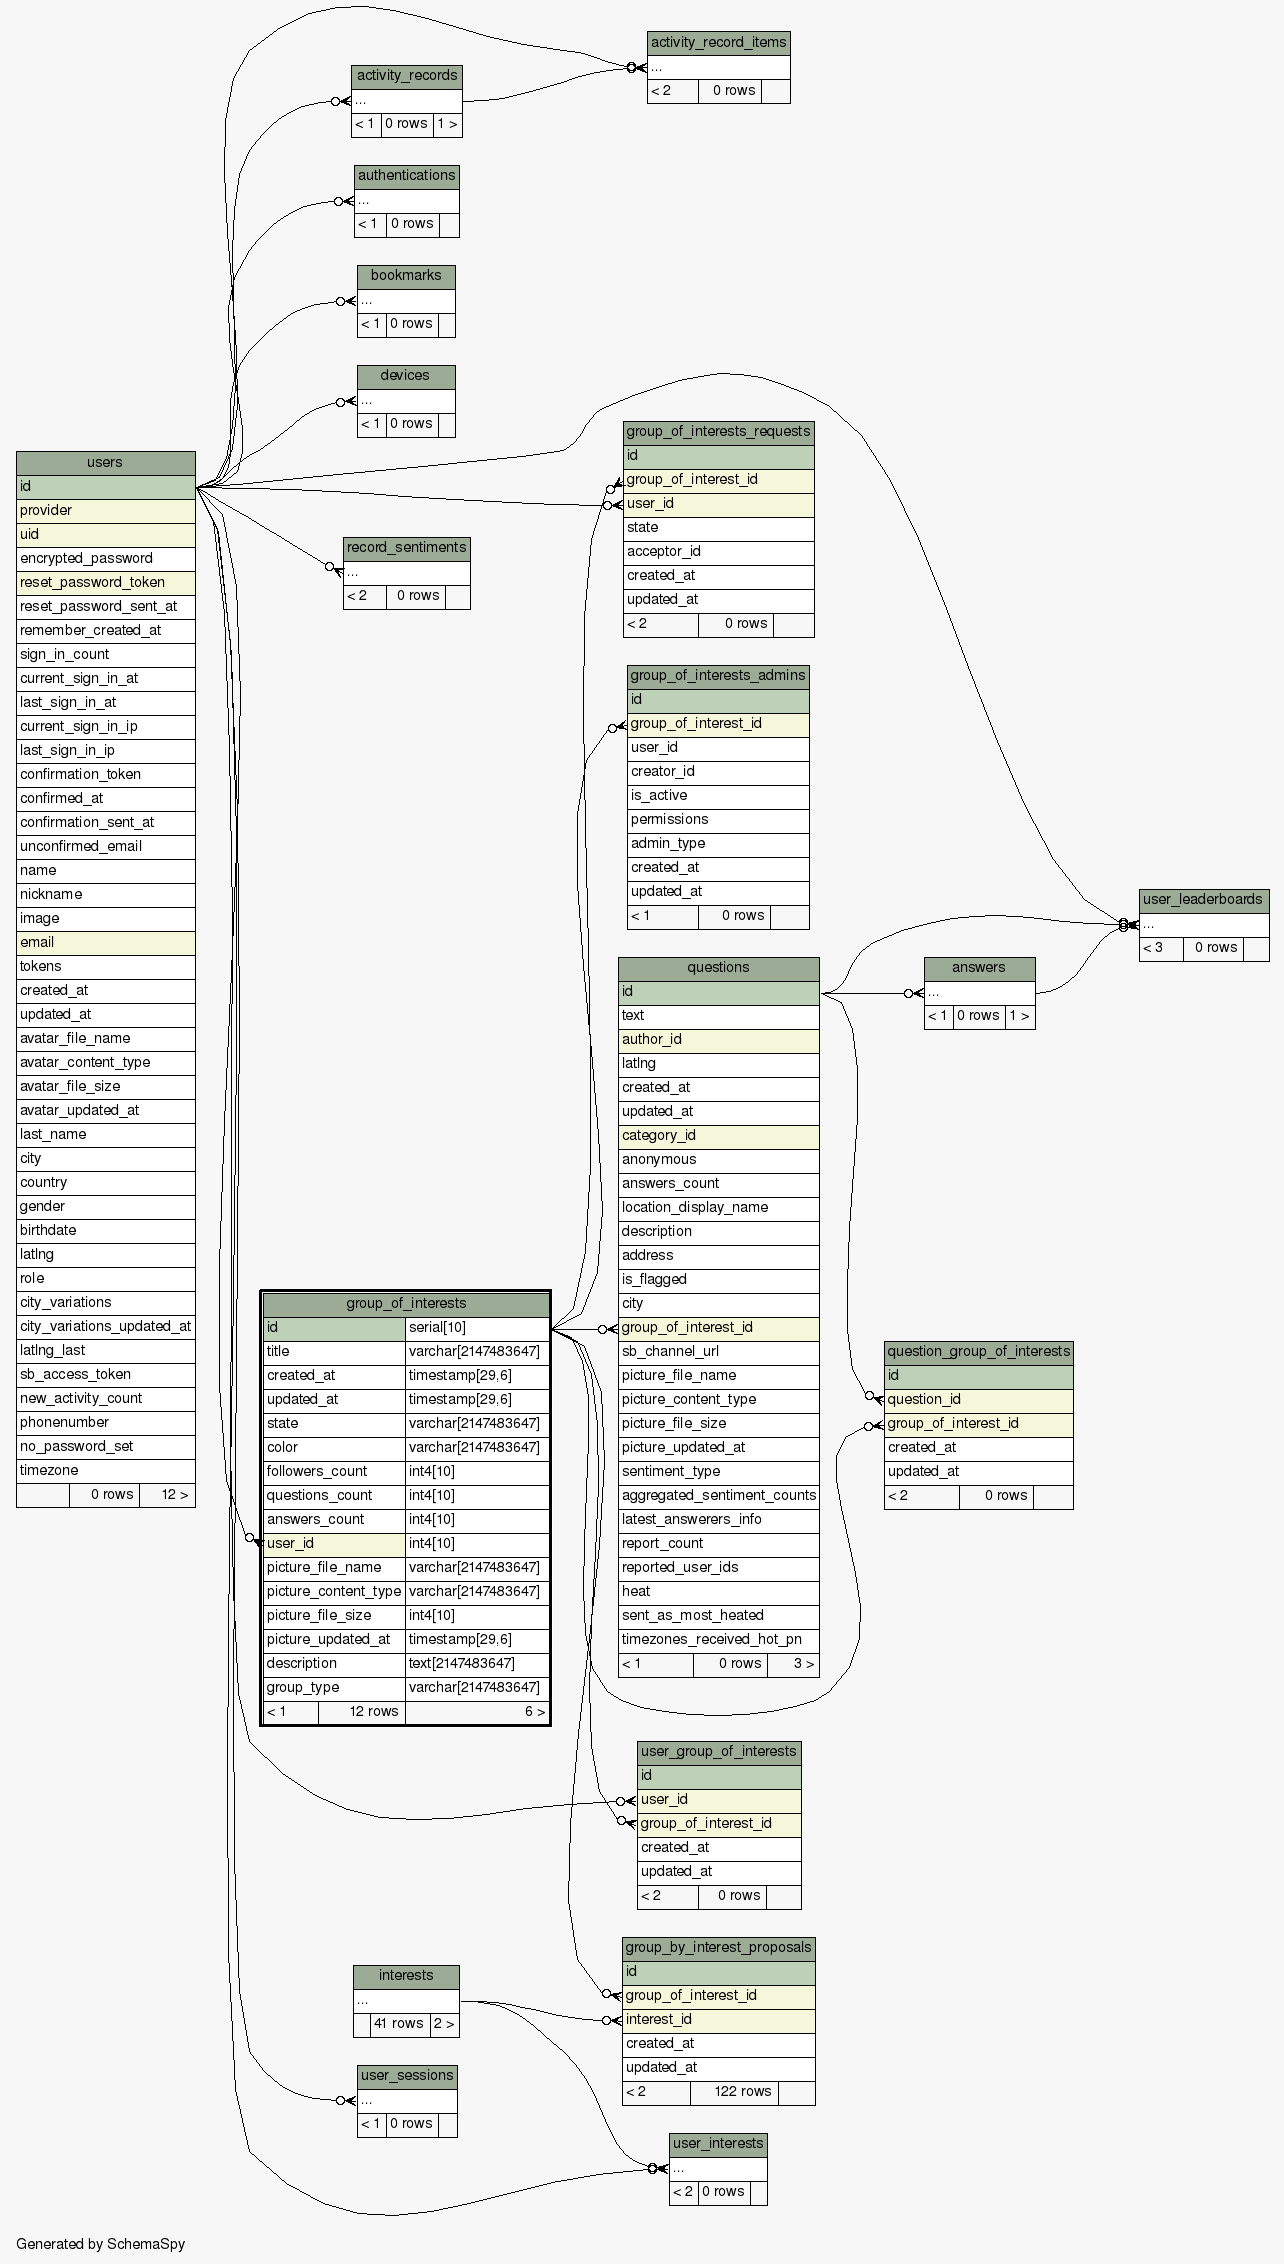 activity_record_items
...
< 2 0 rows
activity_records
...
< 1 0 rows 1 >
authentications
...
< 1 0 rows
bookmarks
...
< 1 0 rows
devices
...
< 1 0 rows
users
id
provider
uid
encrypted_password
reset_password_token
reset_password_sent_at
remember_created_at
sign_in_count
current_sign_in_at
last_sign_in_at
current_sign_in_ip
last_sign_in_ip
confirmation_token
confirmed_at
confirmation_sent_at
unconfirmed_email
name
nickname
image
email
tokens
created_at
updated_at
avatar_file_name
avatar_content_type
avatar_file_size
avatar_updated_at
last_name
city
country
gender
birthdate
latlng
role
city_variations
city_variations_updated_at
latlng_last
sb_access_token
new_activity_count
phonenumber
no_password_set
timezone
0 rows 12 >
record_sentiments
...
< 2 0 rows
group_of_interests_requests
id
group_of_interest_id
user_id
state
acceptor_id
created_at
updated_at
< 2 0 rows
group_of_interests_admins
id
group_of_interest_id
user_id
creator_id
is_active
permissions
admin_type
created_at
updated_at
< 1 0 rows
user_leaderboards
...
< 3 0 rows
questions
id
text
author_id
latlng
created_at
updated_at
category_id
anonymous
answers_count
location_display_name
description
address
is_flagged
city
group_of_interest_id
sb_channel_url
picture_file_name
picture_content_type
picture_file_size
picture_updated_at
sentiment_type
aggregated_sentiment_counts
latest_answerers_info
report_count
reported_user_ids
heat
sent_as_most_heated
timezones_received_hot_pn
< 1 0 rows 3 >
answers
...
< 1 0 rows 1 >
group_of_interests
id serial[10]
title varchar[2147483647]
created_at timestamp[29,6]
updated_at timestamp[29,6]
state varchar[2147483647]
color varchar[2147483647]
followers_count int4[10]
questions_count int4[10]
answers_count int4[10]
user_id int4[10]
picture_file_name varchar[2147483647]
picture_content_type varchar[2147483647]
picture_file_size int4[10]
picture_updated_at timestamp[29,6]
description text[2147483647]
group_type varchar[2147483647]
< 1 12 rows 6 >
question_group_of_interests
id
question_id
group_of_interest_id
created_at
updated_at
< 2 0 rows
user_group_of_interests
id
user_id
group_of_interest_id
created_at
updated_at
< 2 0 rows
group_by_interest_proposals
id
group_of_interest_id
interest_id
created_at
updated_at
< 2 122 rows
interests
...
41 rows 2 >
user_sessions
...
< 1 0 rows
user_interests
...
< 2 0 rows
Generated by SchemaSpy